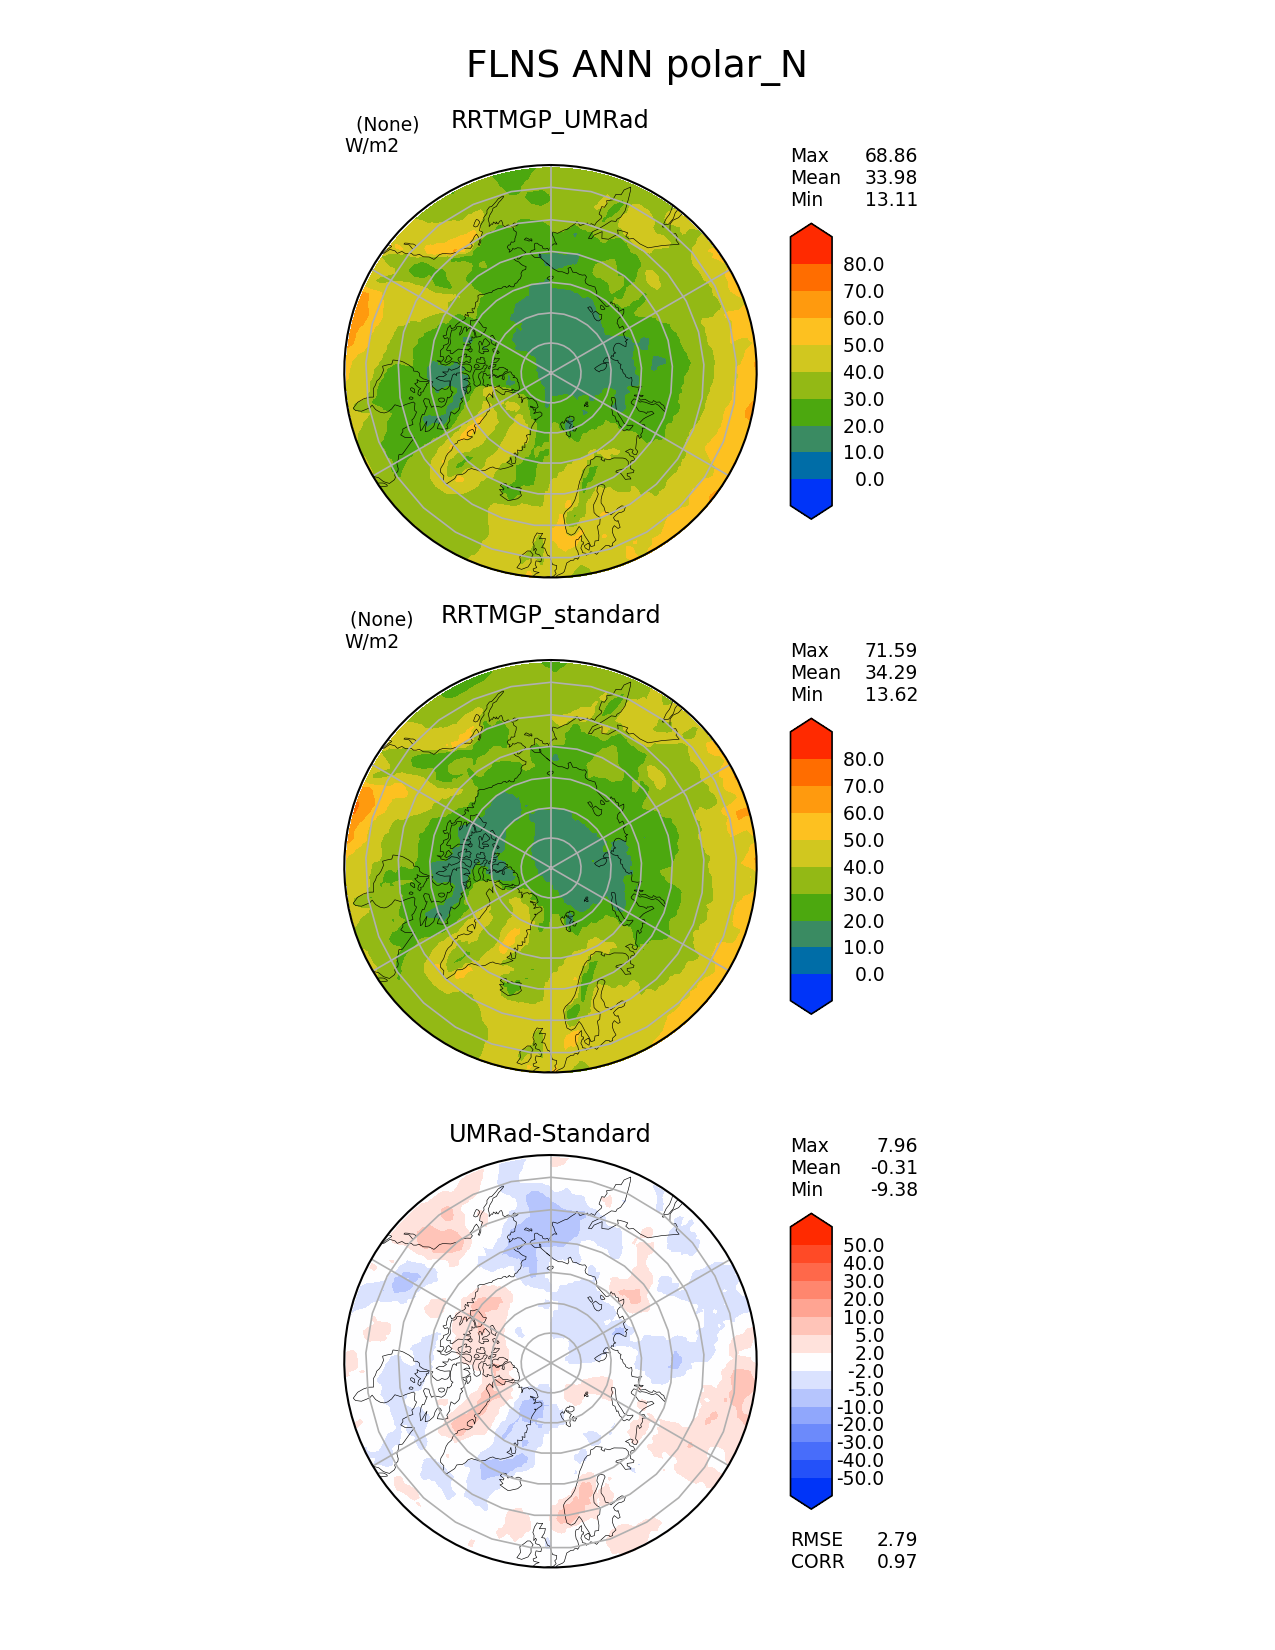 FLNS ANN polar_N
(None) RRTMGP_UMRad
W/m2
Max 68.86
Mean 33.98
Min 13.11
80.0
70.0
60.0
50.0
40.0
30.0
20.0
10.0
0.0
(None) RRTMGP_standard
W/m2
Max 71.59
Mean 34.29
Min 13.62
80.0
70.0
60.0
50.0
40.0
30.0
20.0
10.0
0.0
UMRad-Standard
Max 7.96
Mean -0.31
Min -9.38
50.0
40.0
30.0
20.0
10.0
5.0
2.0
-2.0
-5.0
-10.0
-20.0
-30.0
-40.0
-50.0
RMSE 2.79
CORR 0.97